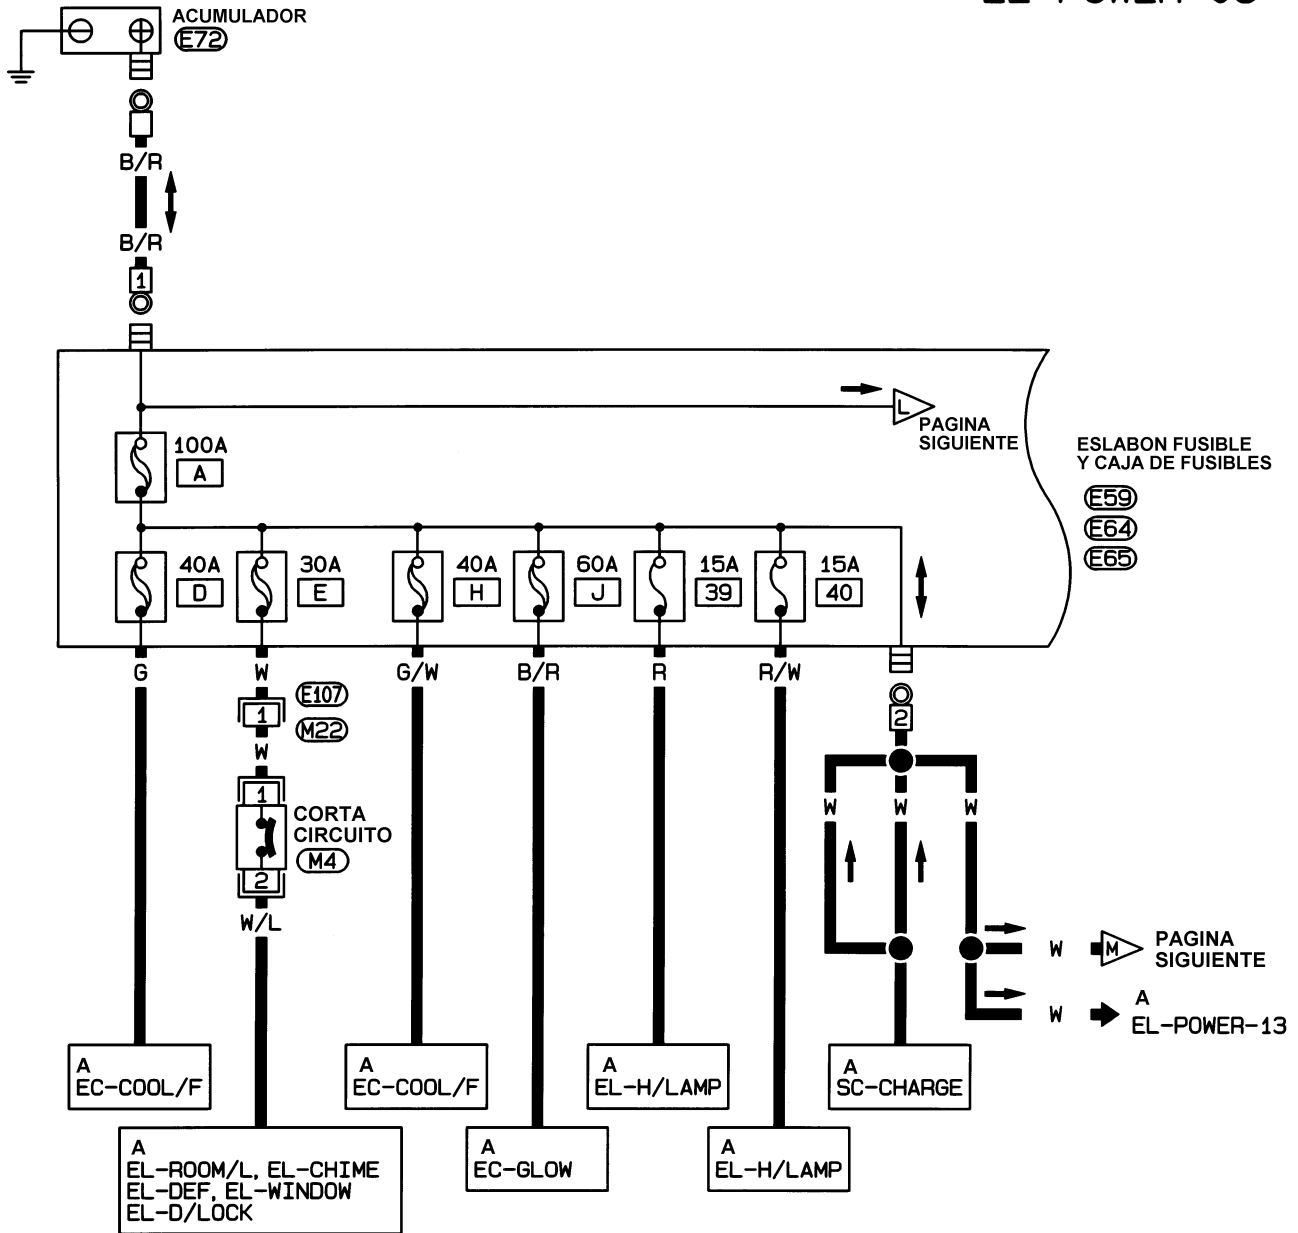 ACUMULADOR
E72
B/R
B/R
1
L
PAGINA
SIGUIENTE
100A
A
ESLABON FUSIBLE
Y CAJA DE FUSIBLES
E59
E64
E65
40A
D
30A
E
40A
H
60A
J
15A
39
15A
40
G
W
G/W
B/R
R
R/W
E107
1
M22
2
W
1
CORTA
CIRCUITO
M4
2
W/L
W
W
W
W
M
PAGINA
SIGUIENTE
W
A
EL-POWER-13
A
EC-COOL/F
A
EC-COOL/F
A
EL-H/LAMP
A
SC-CHARGE
A
EL-ROOM/L, EL-CHIME
EL-DEF, EL-WINDOW
EL-D/LOCK
A
EC-GLOW
A
EL-H/LAMP